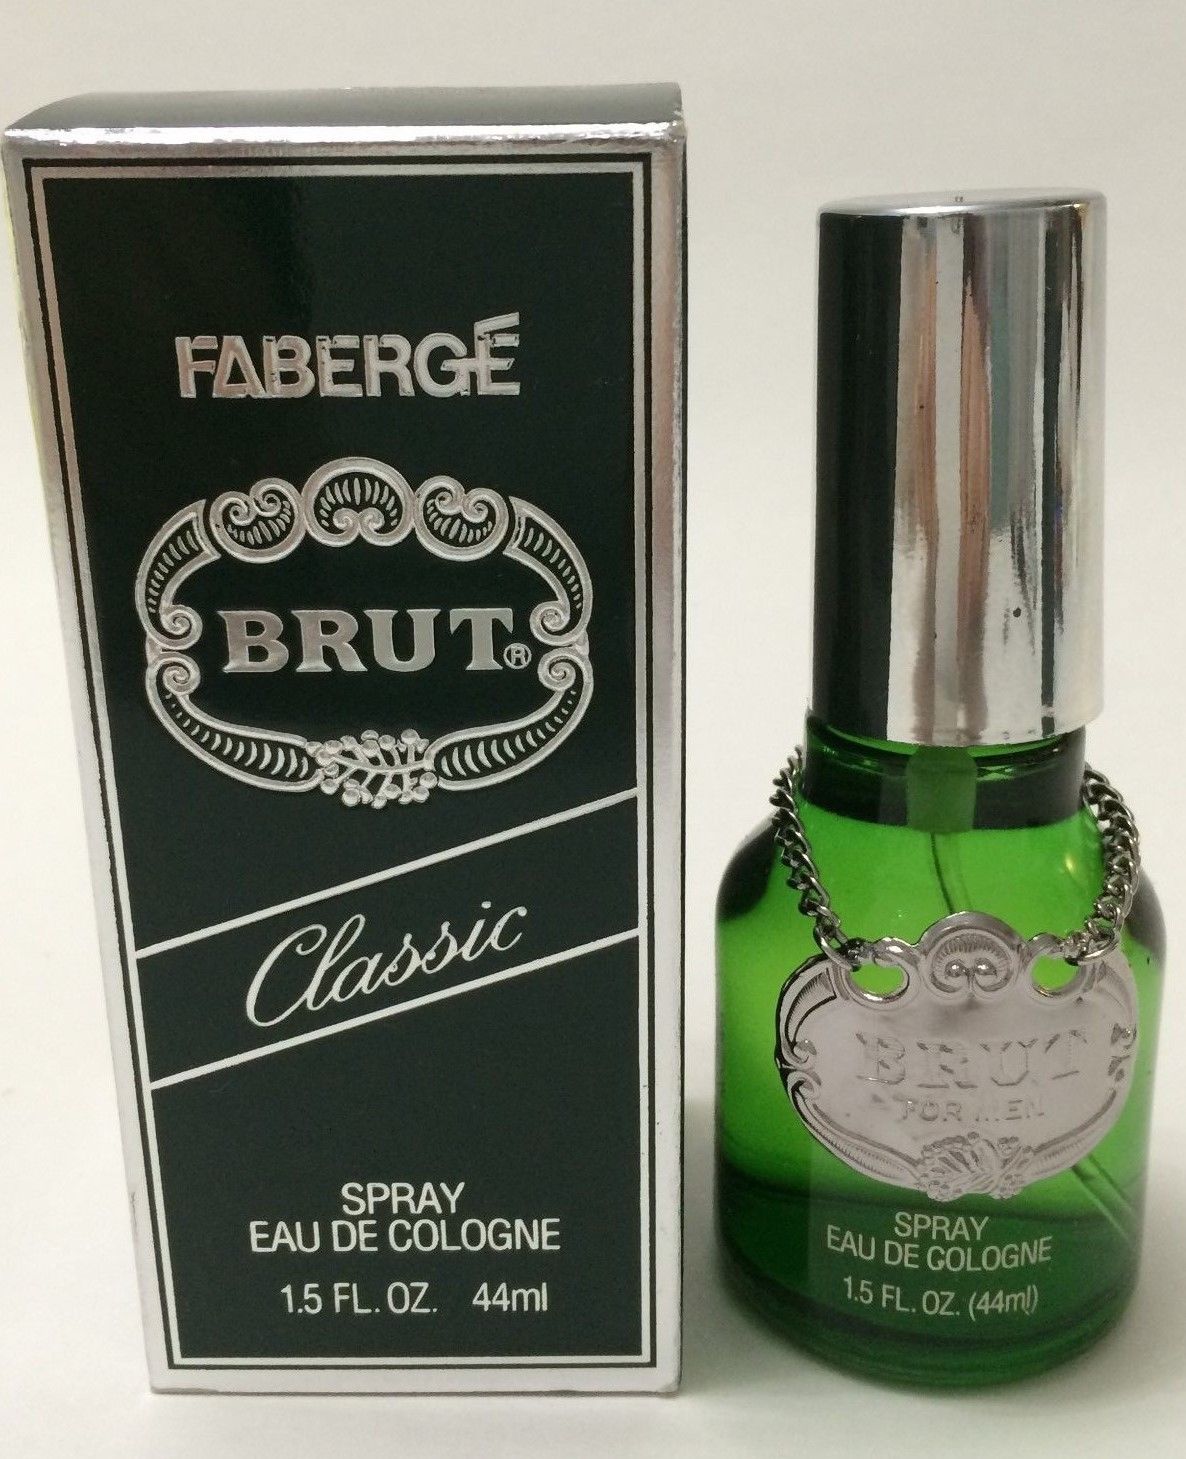 FABERGÉ
BRUT®
Classic
SPRAY
EAU DE COLOGNE
1.5 FL. OZ. 44ml
BRUT
FOR MEN
SPRAY
EAU DE COLOGNE
1.5 FL. OZ. (44ml)